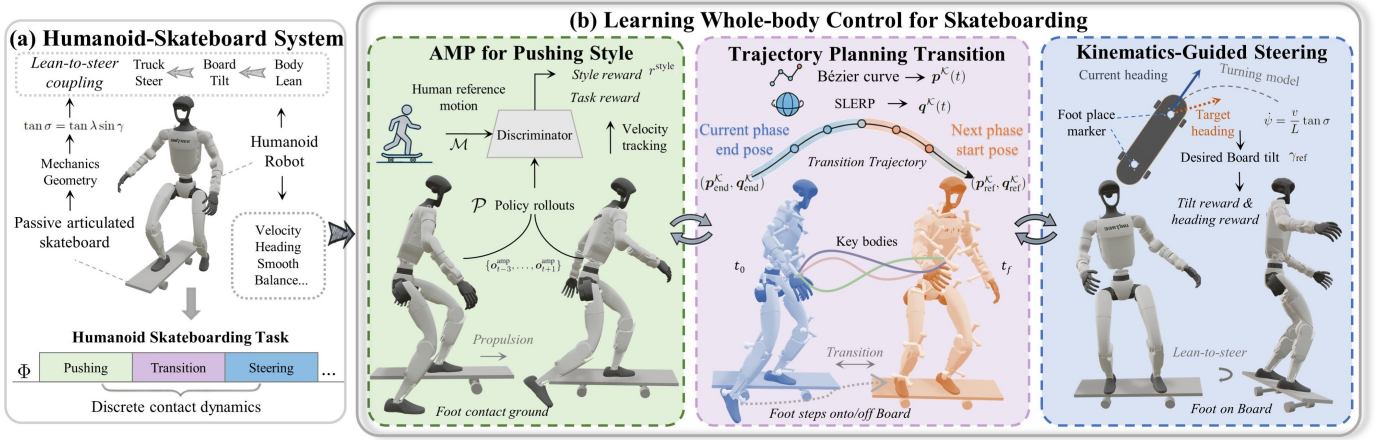 (a) Humanoid-Skateboard System
Lean-to-steer
coupling
Truck
Steer
Board
Tilt
Body
Lean
tan σ = tan λ sin γ
Mechanics
Geometry
Passive articulated
skateboard
Humanoid
Robot
Velocity
Heading
Smooth
Balance...
Humanoid Skateboarding Task
Φ
Pushing
Transition
Steering
...
Discrete contact dynamics
(b) Learning Whole-body Control for Skateboarding
AMP for Pushing Style
Style reward r^style
Task reward
Human reference
motion
M
Discriminator
Velocity
tracking
P Policy rollouts
{o^amp_{t-3}, ..., o^amp_{t+1}}
Propulsion
Foot contact ground
Trajectory Planning Transition
Bézier curve → p^K(t)
SLERP → q^K(t)
Current phase
end pose
Next phase
start pose
Transition Trajectory
(p^K_end, q^K_end)
(p^K_ref, q^K_ref)
Key bodies
t_0
t_f
Transition
Foot steps onto/off Board
Kinematics-Guided Steering
Current heading
Turning model
Foot place
marker
Target
heading
ψ̇ = v/L tan σ
Desired Board tilt γ_ref
Tilt reward &
heading reward
Lean-to-steer
Foot on Board